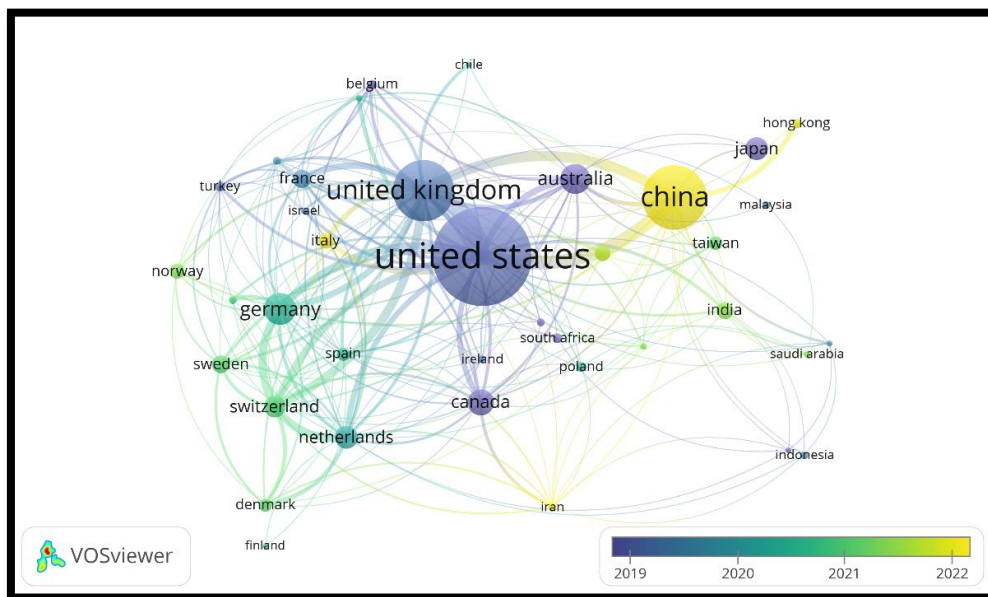 chile
belgium
hong kong
japan
turkey
france
united kingdom
australia
china
israel
malaysia
italy
taiwan
united states
norway
germany
india
south africa
sweden
spain
ireland
poland
saudi arabia
switzerland
canada
netherlands
indonesia
denmark
iran
finland
VOSviewer
2019 2020 2021 2022